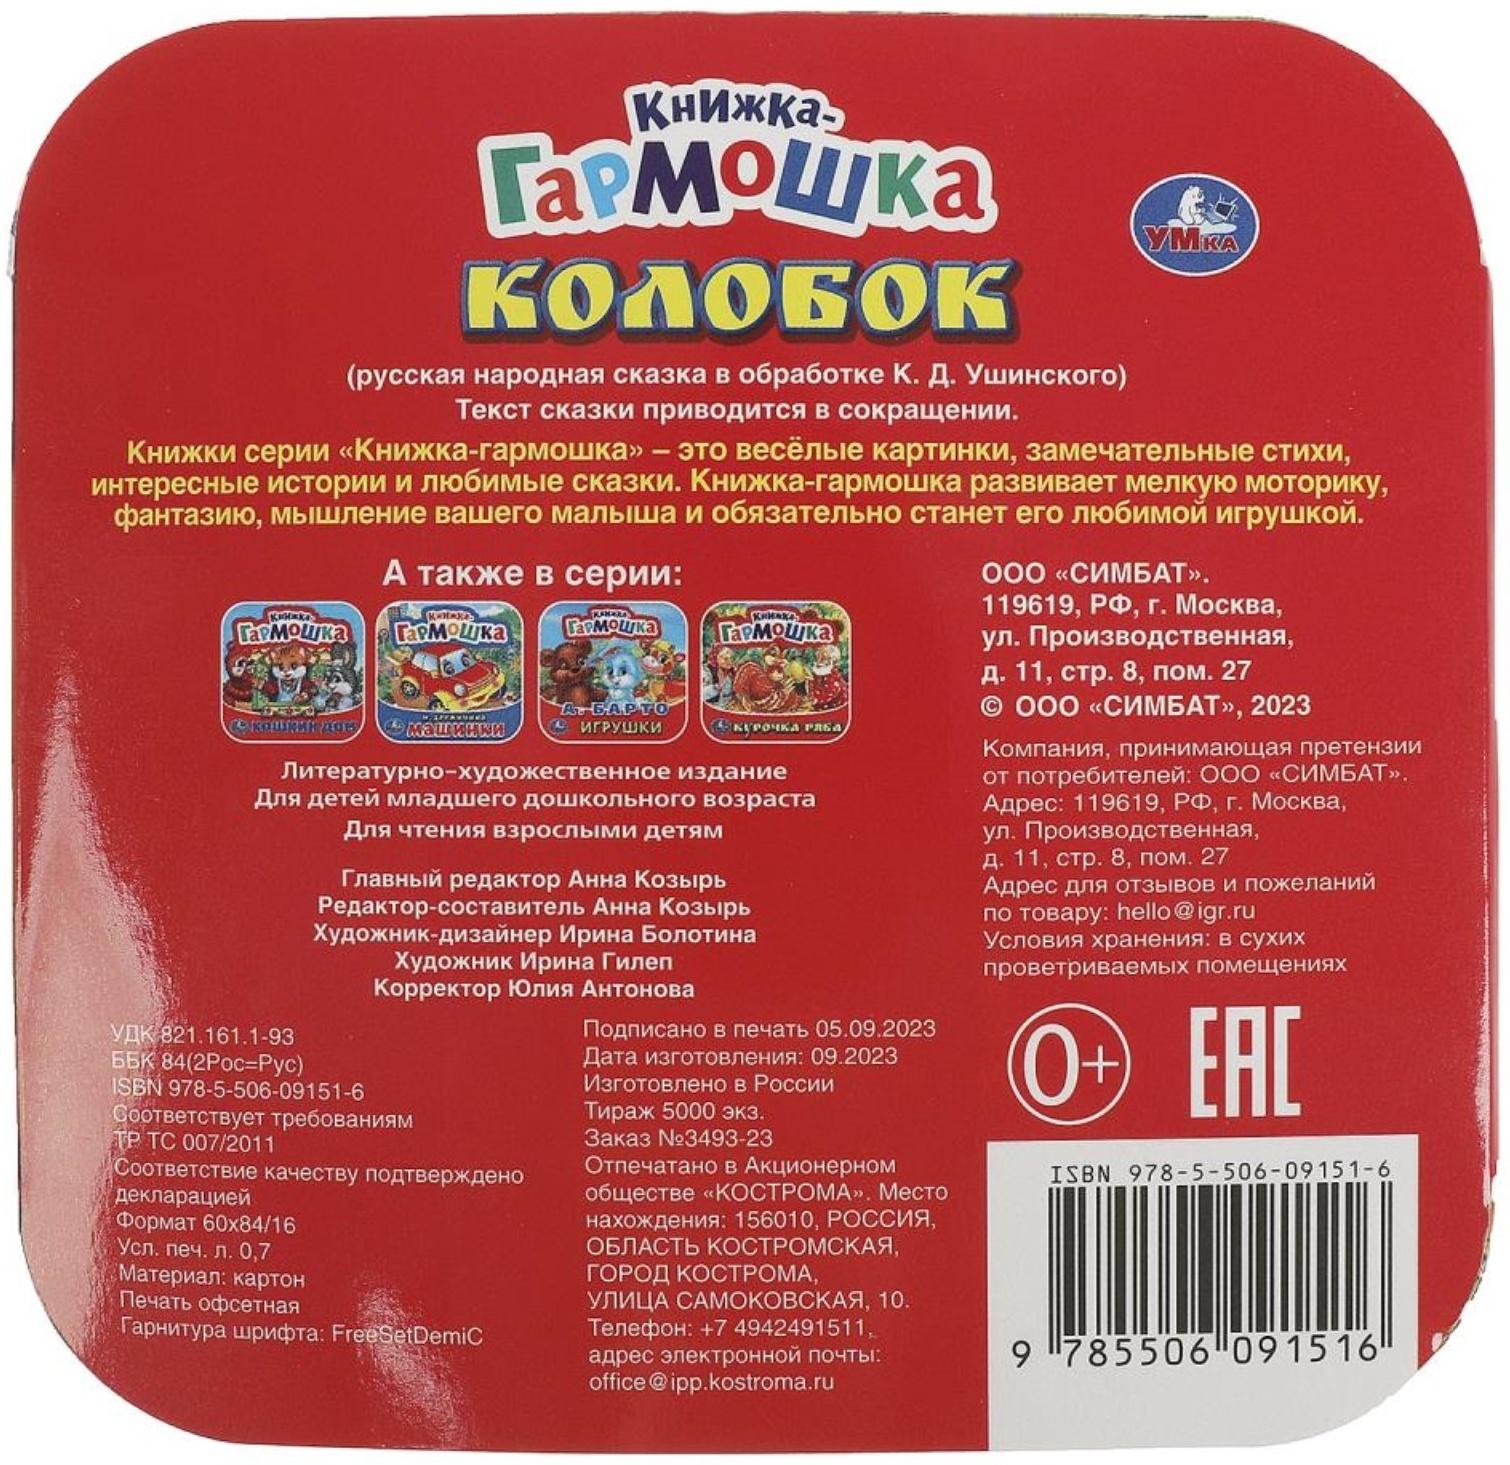 Книжка-
Гармошка
УМКА
КОЛОБОК
(русская народная сказка в обработке К. Д. Ушинского)
Текст сказки приводится в сокращении.
Книжки серии «Книжка-гармошка» – это весёлые картинки, замечательные стихи,
интересные истории и любимые сказки. Книжка-гармошка развивает мелкую моторику,
фантазию, мышление вашего малыша и обязательно станет его любимой игрушкой.
А также в серии:
Книжка-
Гармошка
КОШКИН ДОМ
Книжка-
Гармошка
МАШИНКИ
Книжка-
Гармошка
А. БАРТО
ИГРУШКИ
Книжка-
Гармошка
КУРОЧКА РЯБА
Литературно-художественное издание
Для детей младшего дошкольного возраста
Для чтения взрослыми детям
Главный редактор Анна Козырь
Редактор-составитель Анна Козырь
Художник-дизайнер Ирина Болотина
Художник Ирина Гилеп
Корректор Юлия Антонова
ООО «СИМБАТ».
119619, РФ, г. Москва,
ул. Производственная,
д. 11, стр. 8, пом. 27
© ООО «СИМБАТ», 2023
Компания, принимающая претензии
от потребителей: ООО «СИМБАТ».
Адрес: 119619, РФ, г. Москва,
ул. Производственная,
д. 11, стр. 8, пом. 27
Адрес для отзывов и пожеланий
по товару: hello@igr.ru
Условия хранения: в сухих
проветриваемых помещениях
УДК 821.161.1-93
ББК 84(2Рос=Рус)
ISBN 978-5-506-09151-6
Соответствует требованиям
ТР ТС 007/2011
Соответствие качеству подтверждено
декларацией
Формат 60x84/16
Усл. печ. л. 0,7
Материал: картон
Печать офсетная
Гарнитура шрифта: FreeSetDemiC
Подписано в печать 05.09.2023
Дата изготовления: 09.2023
Изготовлено в России
Тираж 5000 экз.
Заказ №3493-23
Отпечатано в Акционерном
обществе «КОСТРОМА». Место
нахождения: 156010, РОССИЯ,
ОБЛАСТЬ КОСТРОМСКАЯ,
ГОРОД КОСТРОМА,
УЛИЦА САМОКОВСКАЯ, 10.
Телефон: +7 4942491511,
адрес электронной почты:
office@ipp.kostroma.ru
0+
EAC
ISBN 978-5-506-09151-6
9 785506 091516